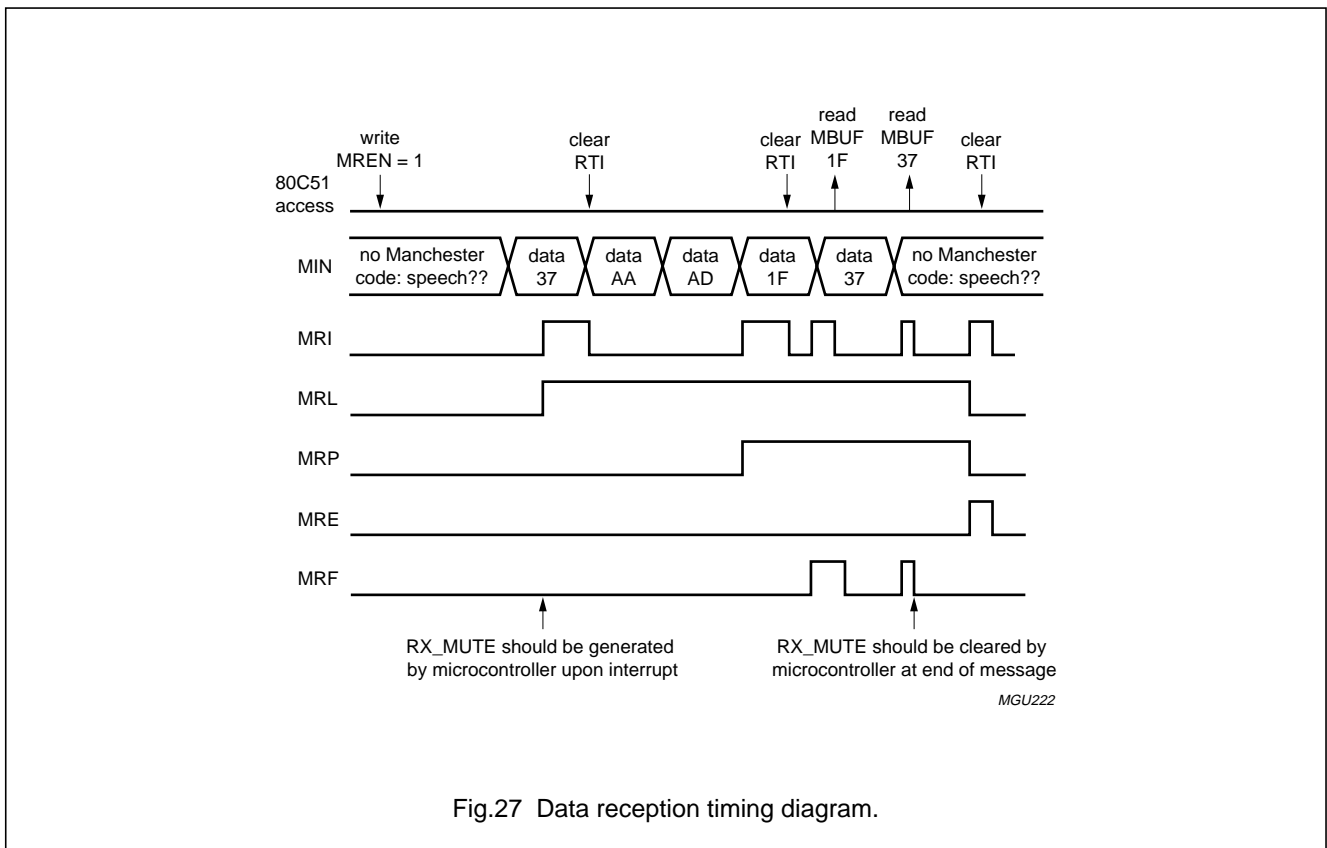 write
MREN = 1
clear
RTI
clear
RTI
read
MBUF
1F
read
MBUF
37
clear
RTI
80C51
access
MIN
no Manchester
code: speech??
data
37
data
AA
data
AD
data
1F
data
37
no Manchester
code: speech??
MRI
MRL
MRP
MRE
MRF
RX_MUTE should be generated
by microcontroller upon interrupt
RX_MUTE should be cleared by
microcontroller at end of message
MGU222
Fig.27 Data reception timing diagram.